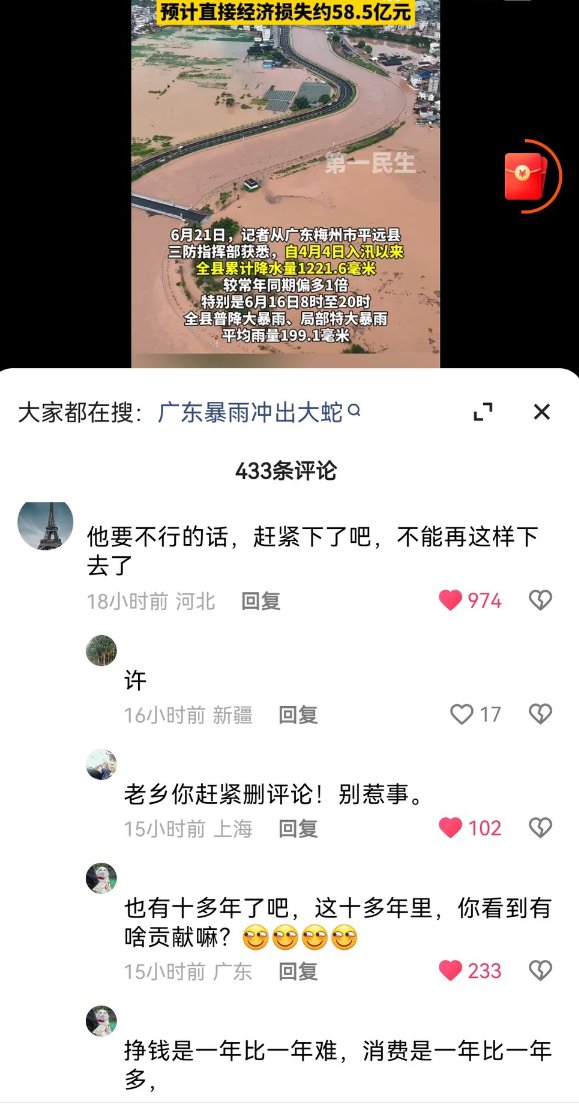 预计直接经济损失约58.5亿元
第一民生
6月21日，记者从广东梅州市平远县
三防指挥部获悉，自4月4日入汛以来
全县累计降水量1221.6毫米
较常年同期偏多1倍
特别是6月16日8时至20时
全县普降大暴雨、局部特大暴雨
平均雨量199.1毫米
大家都在搜：广东暴雨冲出大蛇
433条评论
他要不行的话，赶紧下了吧，不能再这样下
去了
18小时前 河北 回复 974
许
16小时前 新疆 回复 17
老乡你赶紧删评论！别惹事。
15小时前 上海 回复 102
也有十多年了吧，这十多年里，你看到有
啥贡献嘛？
15小时前 广东 回复 233
挣钱是一年比一年难，消费是一年比一年
多，